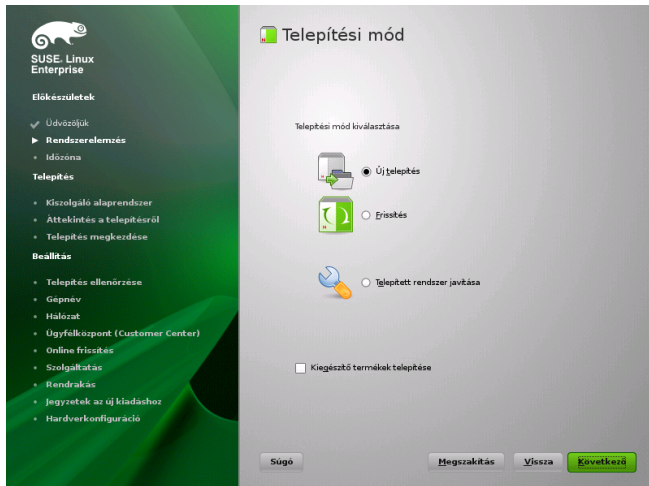 SUSE. Linux
Enterprise
Előkészületek
Üdvözöljük
Rendszerelemzés
Időzóna
Telepítés
Kiszolgáló alaprendszer
Áttekintés a telepítésről
Telepítés megkezdése
Beállítás
Telepítés ellenőrzése
Gépnév
Hálózat
Ügyfélközpont (Customer Center)
Online frissítés
Szolgáltatás
Rendrakás
Jegyzetek az új kiadáshoz
Hardverkonfiguráció
Telepítési mód
Telepítési mód kiválasztása
Új telepítés
Frissítés
Telepített rendszer javítása
Kiegészítő termékek telepítése
Súgó
Megszakítás
Vissza
Következő